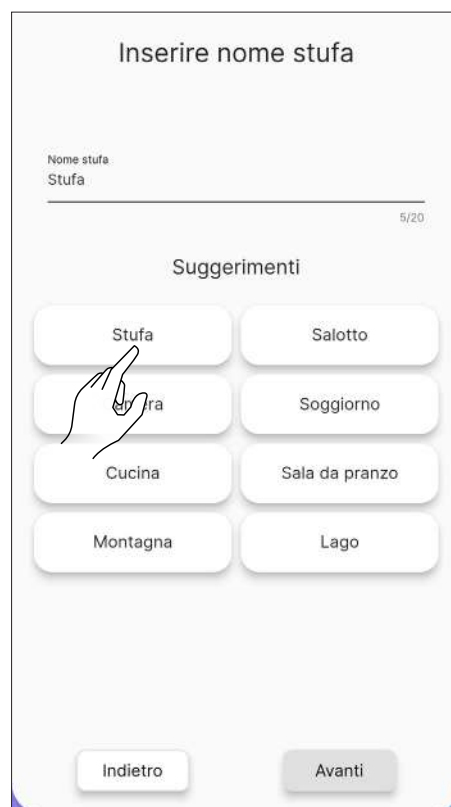 Inserire nome stufa
Nome stufa
Stufa
5/20
Suggerimenti
Stufa
Salotto
Soggiorno
Cucina
Sala da pranzo
Montagna
Lago
Indietro
Avanti